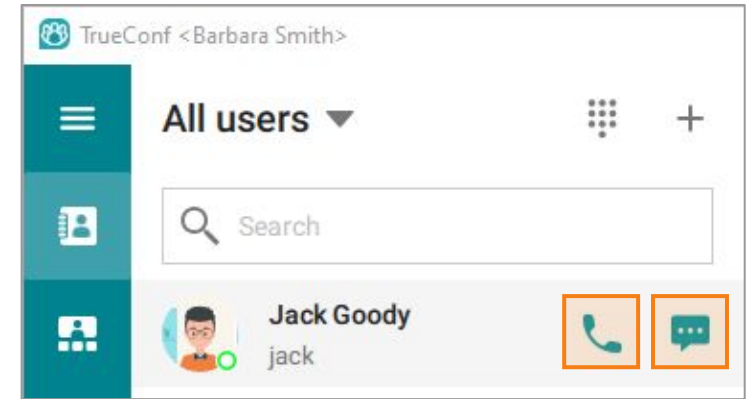 TrueConf <Barbara Smith>
All users
Search
Jack Goody
jack